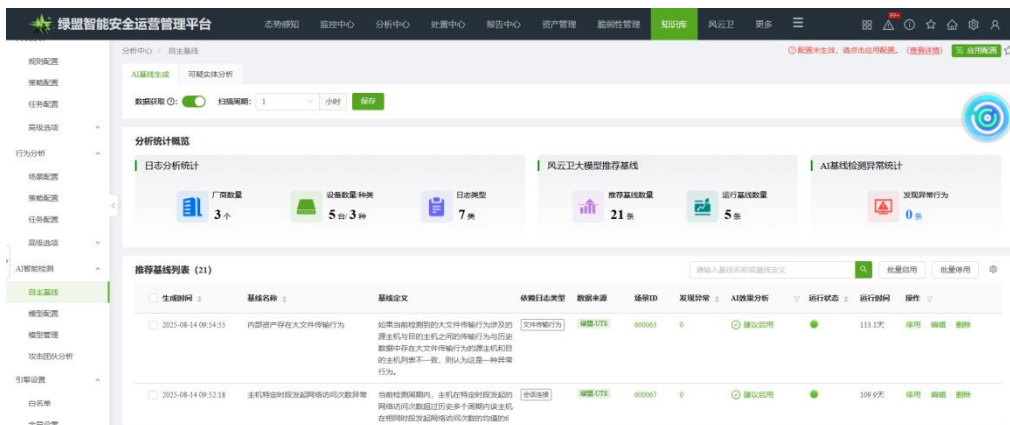 绿盟智能安全运营管理平台
态势感知 监控中心 分析中心 处置中心 报告中心 资产管理 脆弱性管理 知识库 风云卫 更多
99+
分析中心 / 自主基线
配置未生效，请点击应用配置。（查看详情） 应用配置
规则配置
策略配置
任务配置
高级选项
行为分析
场景配置
策略配置
任务配置
高级选项
AI智能检测
自主基线
模型配置
模型管理
攻击团伙分析
引擎设置
白名单
AI基线生成 可疑实体分析
数据获取 : 扫描周期: 1 小时 保存
分析统计概览
日志分析统计 风云卫大模型推荐基线 AI基线检测异常统计
厂商数量 设备数量/种类 日志类型 推荐基线数量 运行基线数量 发现异常行为
3个 5台/3种 7类 21条 5条 0条
推荐基线列表（21） 请输入基线名称或基线定义 批量启用 批量停用
生成时间 基线名称 基线定义 依赖日志类型 数据来源 场景ID 发现异常 AI效果分析 运行状态 运行时间 操作
2025-08-14 09:54:55 内部资产存在大文件传输行为 如果当前检测到的大文件传输行为涉及的 文件传输行为 绿盟-UTS 600063 0 建议启用 113.1天 停用 编辑 删除
源主机与目的主机之间的传输行为与历史
数据中存在大文件传输行为的源主机和目
的主机列表不一致，则认为这是一种异常
行为。
2025-08-14 09:52:18 主机特定时段发起网络访问次数异常 当前检测周期内，主机在特定时段发起的 会话连接 绿盟-UTS 600067 0 建议启用 109.9天 停用 编辑 删除
网络访问次数超过历史多个周期内该主机
在相同时段发起网络访问次数的均值的6